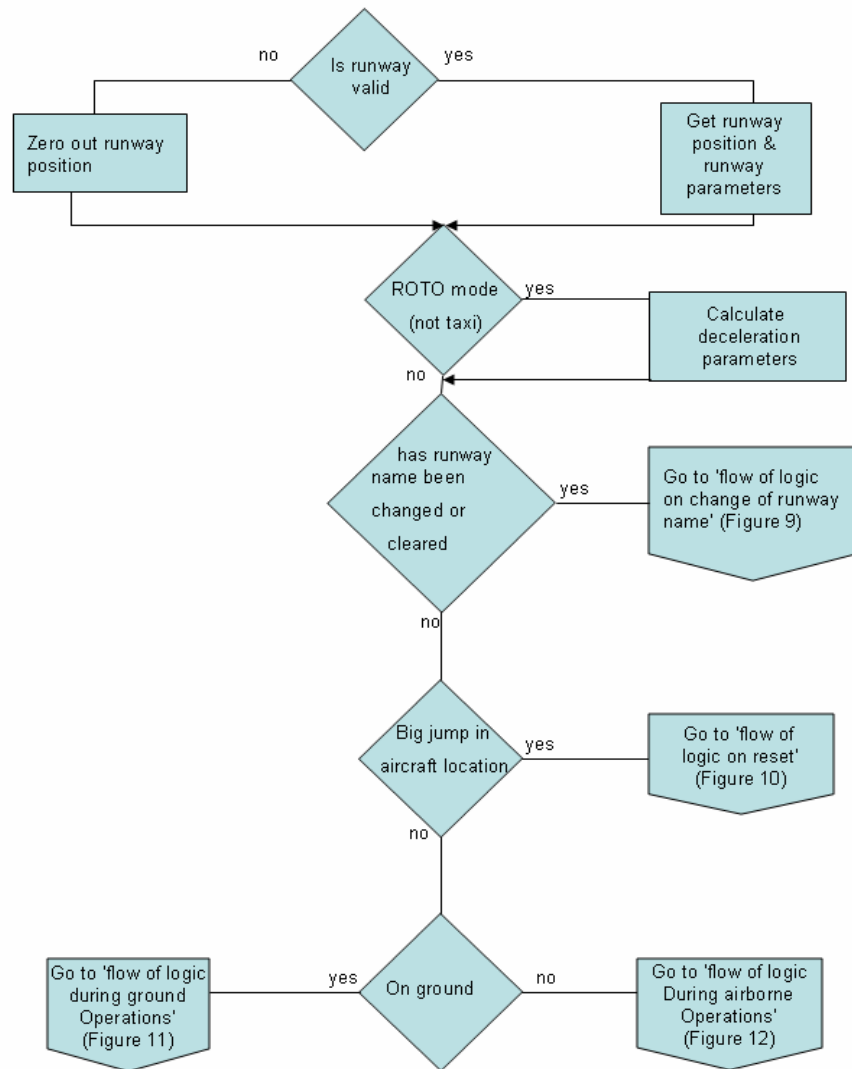 no
Is runway
valid
yes
Zero out runway
position
Get runway
position &
runway
parameters
ROTO mode
(not taxi)
yes
Calculate
deceleration
parameters
no
has runway
name been
changed or
cleared
yes
Go to 'flow of logic
on change of runway
name' (Figure 9)
no
Big jump in
aircraft location
yes
Go to 'flow of
logic on reset'
(Figure 10)
no
Go to 'flow of logic
during ground
Operations'
(Figure 11)
yes
On ground
no
Go to 'flow of logic
During airborne
Operations'
(Figure 12)